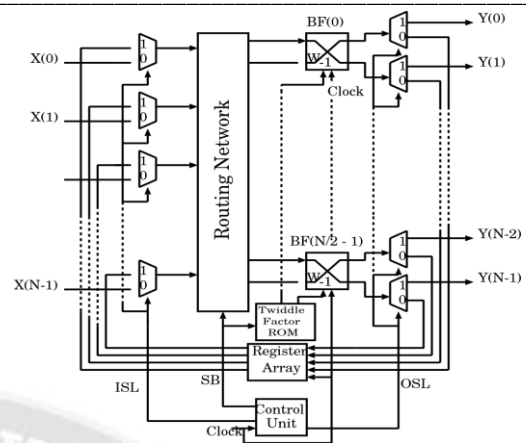 BF(0)
Y(0)
1
0
X(0)
1
0
W
-1
Y(1)
1
0
Clock
X(1)
1
0
1
0
Routing Network
BF(N/2 - 1)
Y(N-2)
1
0
W
-1
X(N-1)
1
0
Y(N-1)
1
0
Twiddle
Factor
ROM
Register
Array
ISL
SB
OSL
Control
Unit
Clock